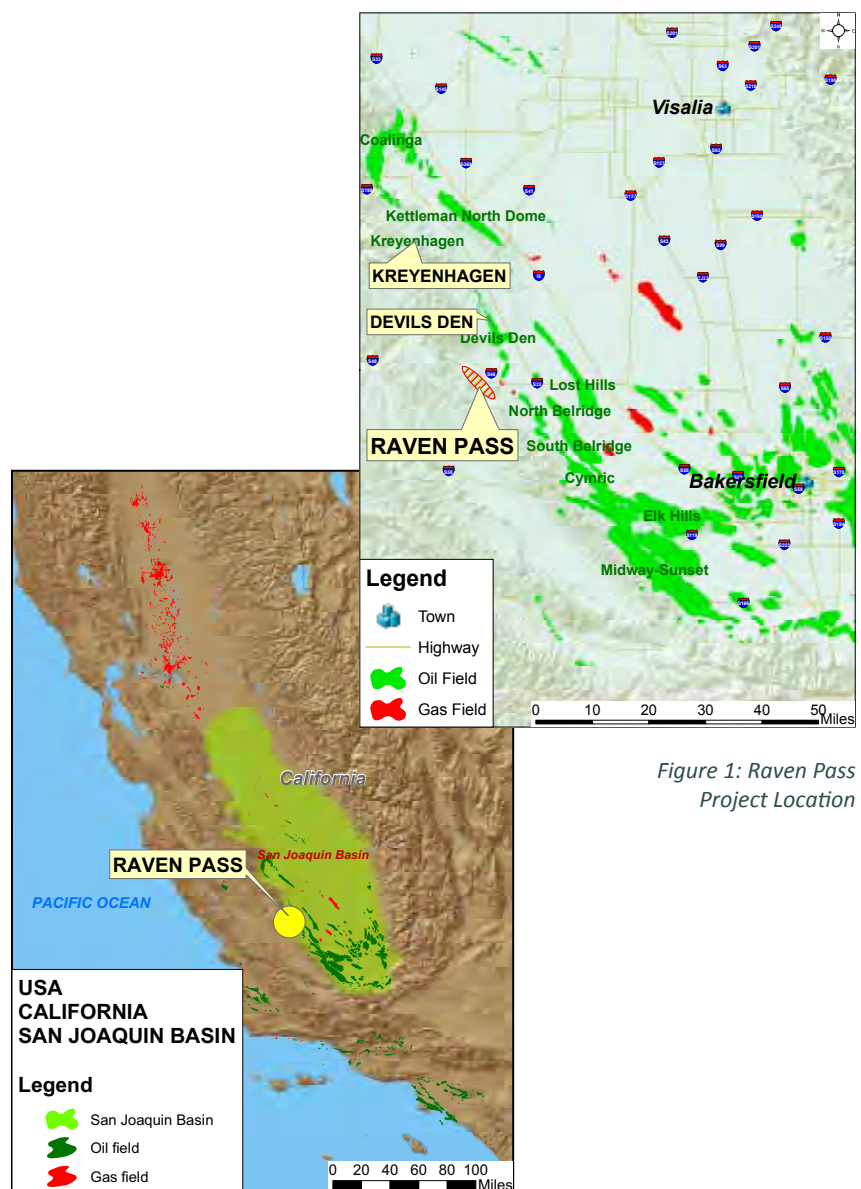 Visalia
Coalinga
Kettleman North Dome
Kreyenhagen
KREYENHAGEN
DEVILS DEN
Devils Den
Lost Hills
North Belridge
RAVEN PASS
South Belridge
Cymric
Bakersfield
Elk Hills
Midway-Sunset
Legend
Town
Highway
Oil Field
Gas Field
0 10 20 30 40 50
Miles
Figure 1: Raven Pass
Project Location
California
San Joaquin Basin
RAVEN PASS
PACIFIC OCEAN
USA
CALIFORNIA
SAN JOAQUIN BASIN
Legend
San Joaquin Basin
Oil field
Gas field
0 20 40 60 80 100
Miles